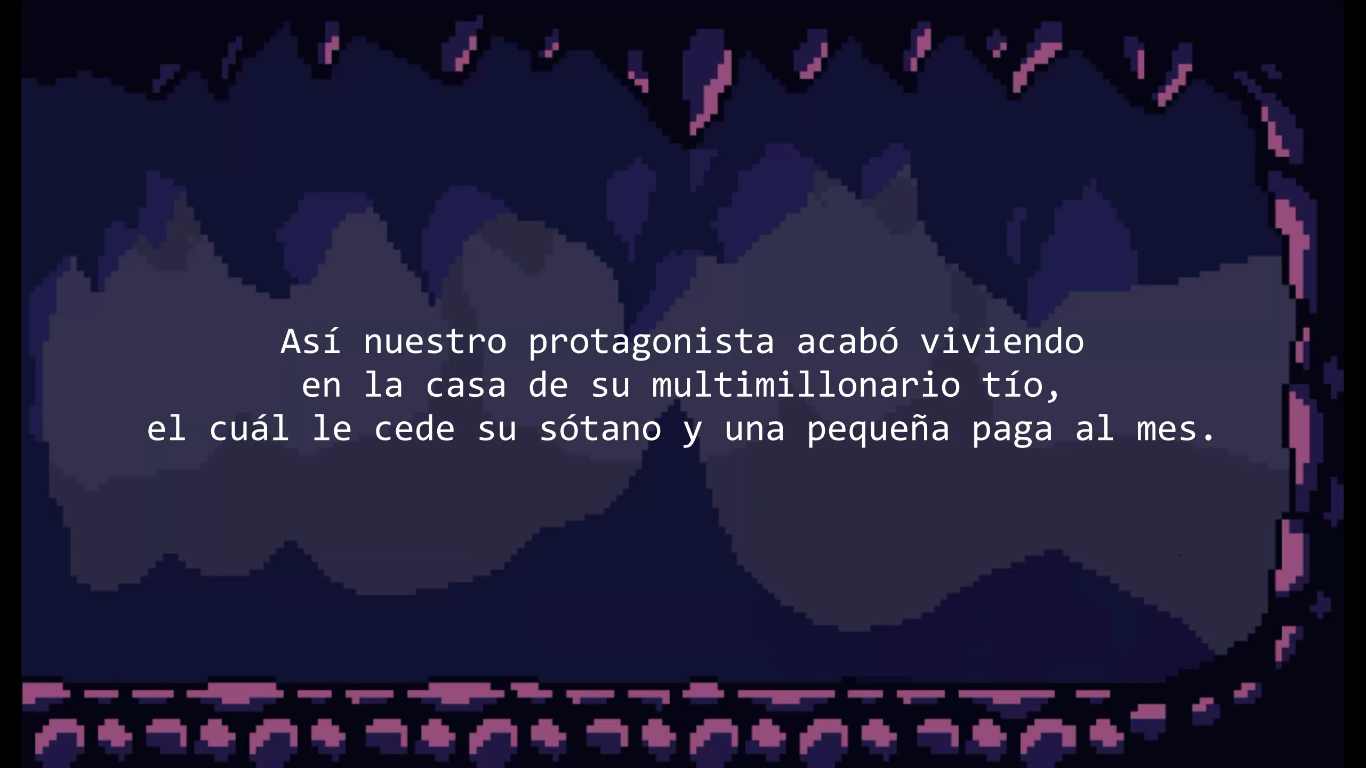 Así nuestro protagonista acabó viviendo
en la casa de su multimillonario tío,
el cuál le cede su sótano y una pequeña paga al mes.